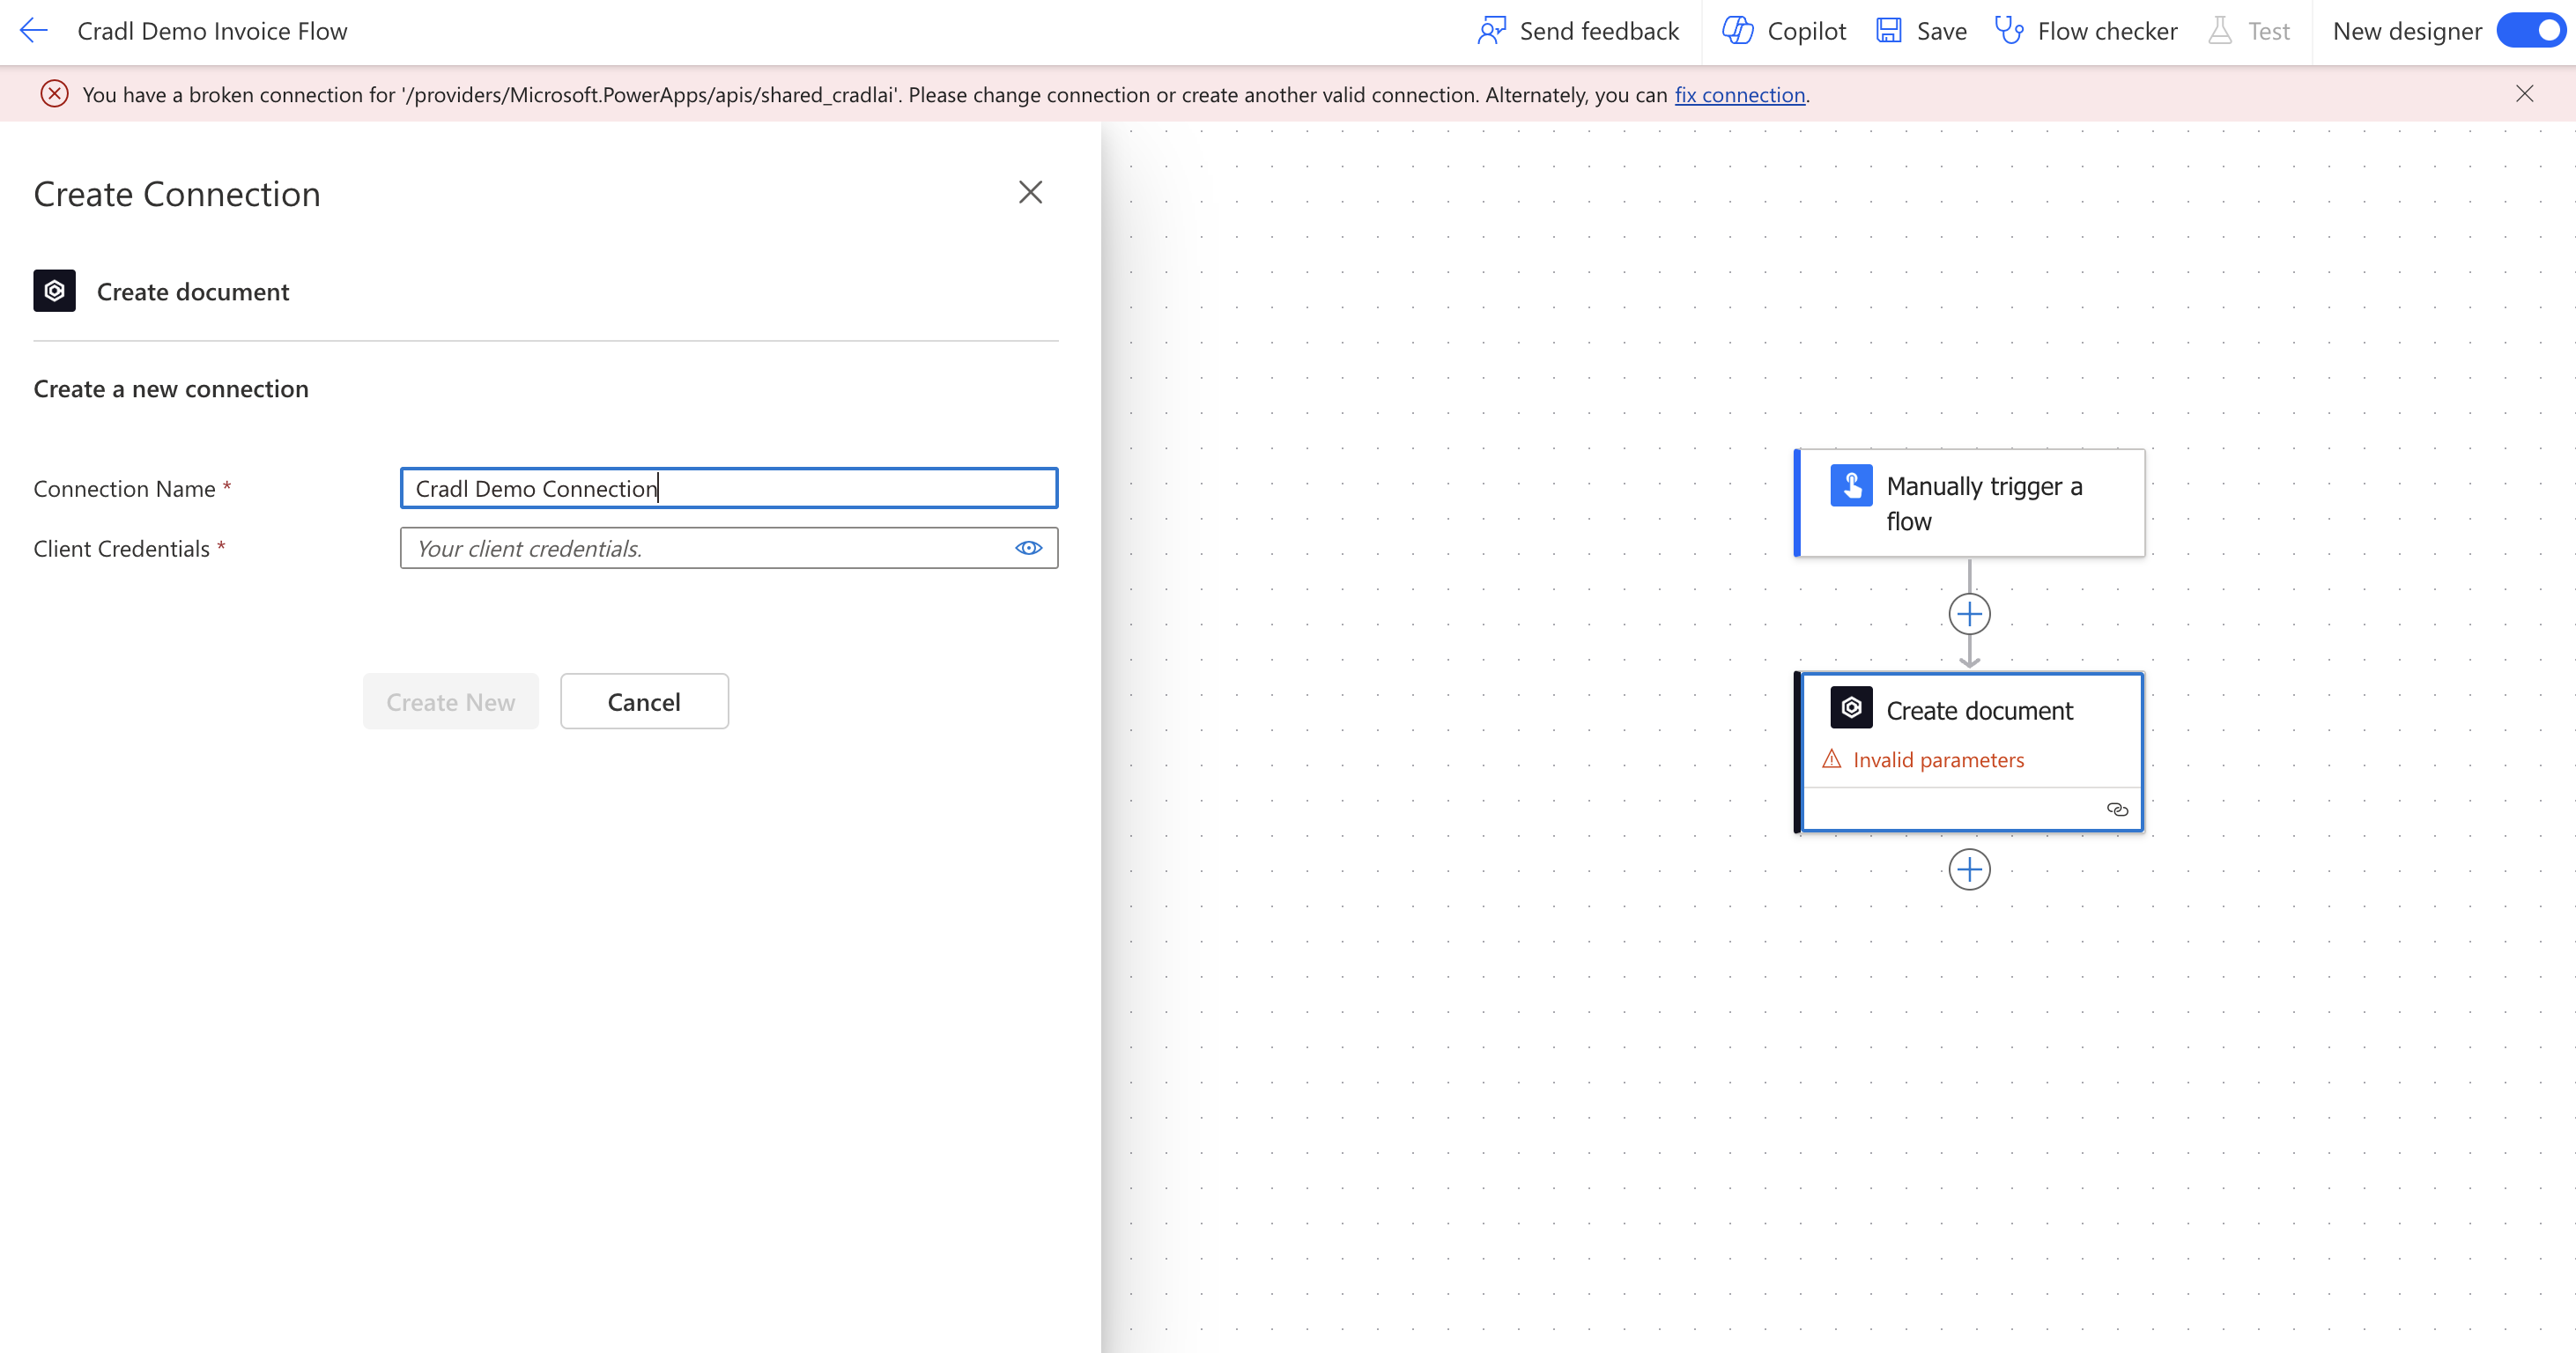 Cradl Demo Invoice Flow
Send feedback
Copilot
Save
Flow checker
Test
New designer
You have a broken connection for '/providers/Microsoft.PowerApps/apis/shared_cradlai'. Please change connection or create another valid connection. Alternately, you can fix connection.
Create Connection
Create document
Create a new connection
Connection Name *
Cradl Demo Connection
Client Credentials *
Your client credentials.
Create New
Cancel
Manually trigger a
flow
Create document
Invalid parameters